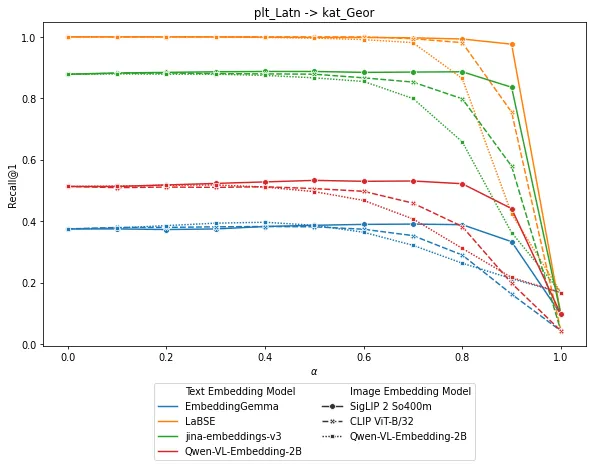 plt_Latn -> kat_Geor
Recall@1
1.0
0.8
0.6
0.4
0.2
0.0
0.0 0.2 0.4 0.6 0.8 1.0
α
Text Embedding Model
EmbeddingGemma
LaBSE
jina-embeddings-v3
Qwen-VL-Embedding-2B
Image Embedding Model
SigLIP 2 So400m
CLIP ViT-B/32
Qwen-VL-Embedding-2B